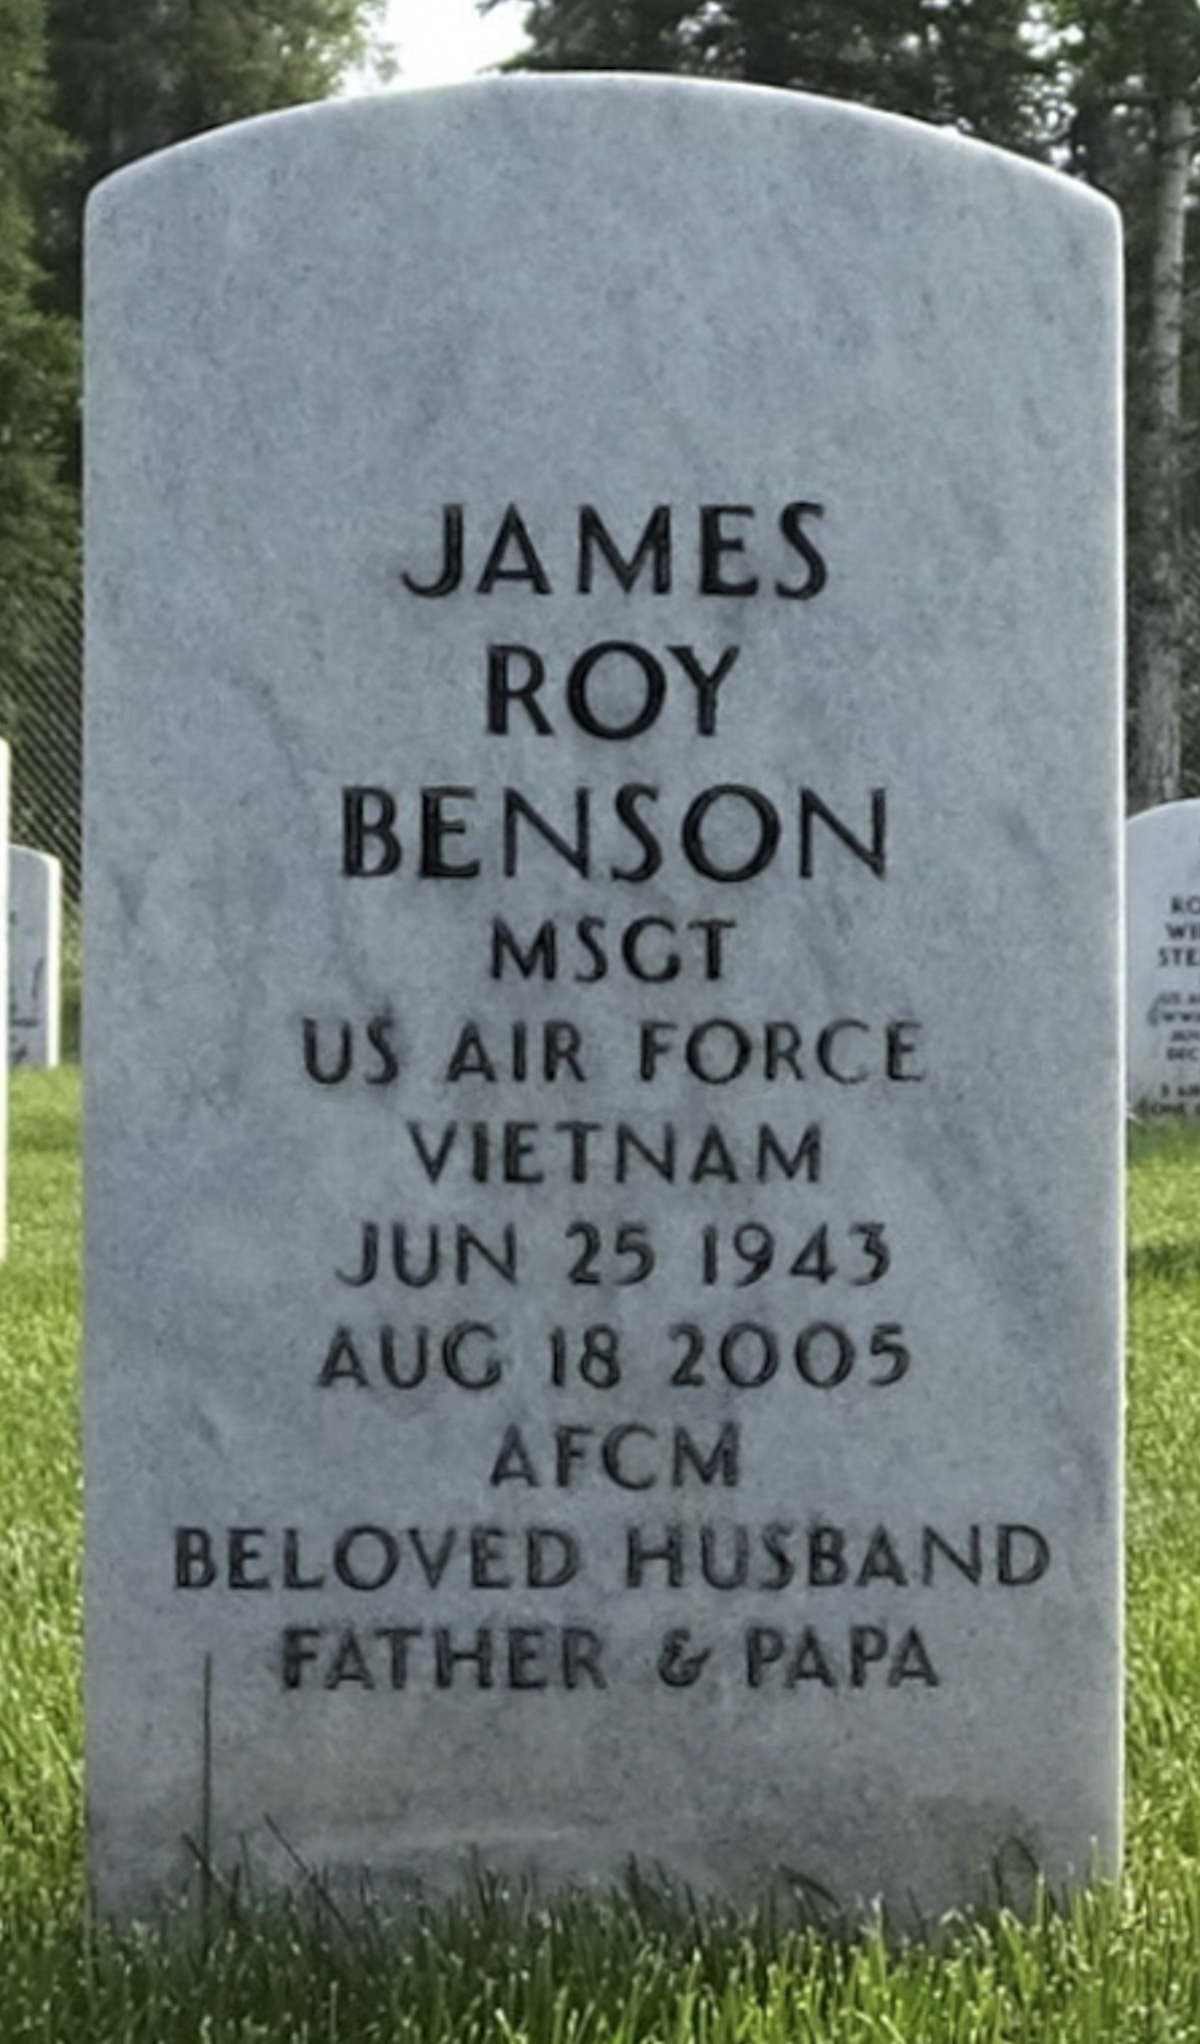 JAMES
ROY
BENSON
MSGT
US AIR FORCE
VIETNAM
JUN 25 1943
AUG 18 2005
AFCM
BELOVED HUSBAND
FATHER & PAPA